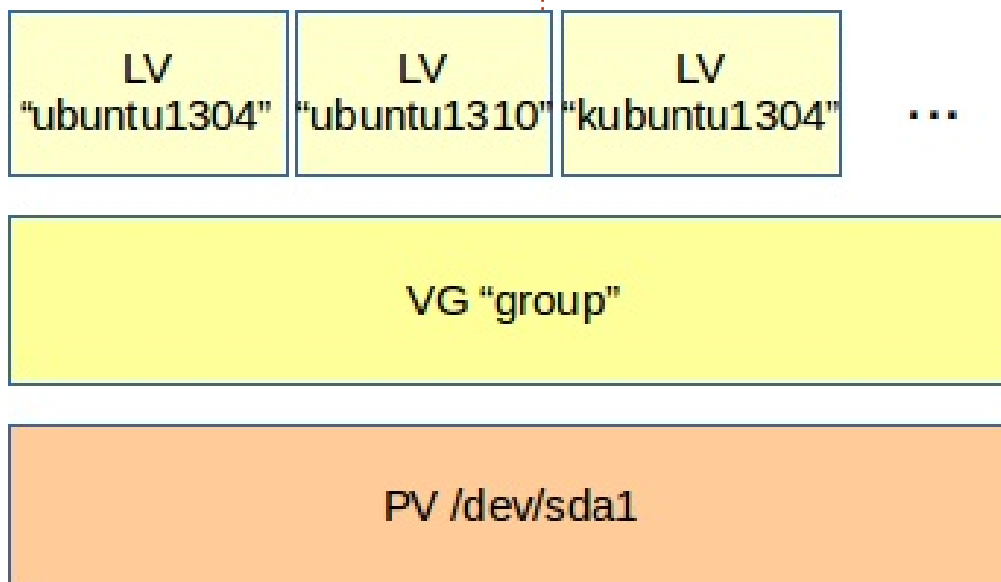 LV
“ubuntu1304”
LV
“ubuntu1310”
LV
“kubuntu1304”
...
VG “group”
PV /dev/sda1